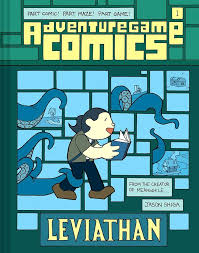 PART COMIC! PART MAZE! PART GAME!
ADVENTUREGAME
COMICS
1
FROM THE CREATOR
OF MEANWHILE...
JASON SHIGA
LEVIATHAN